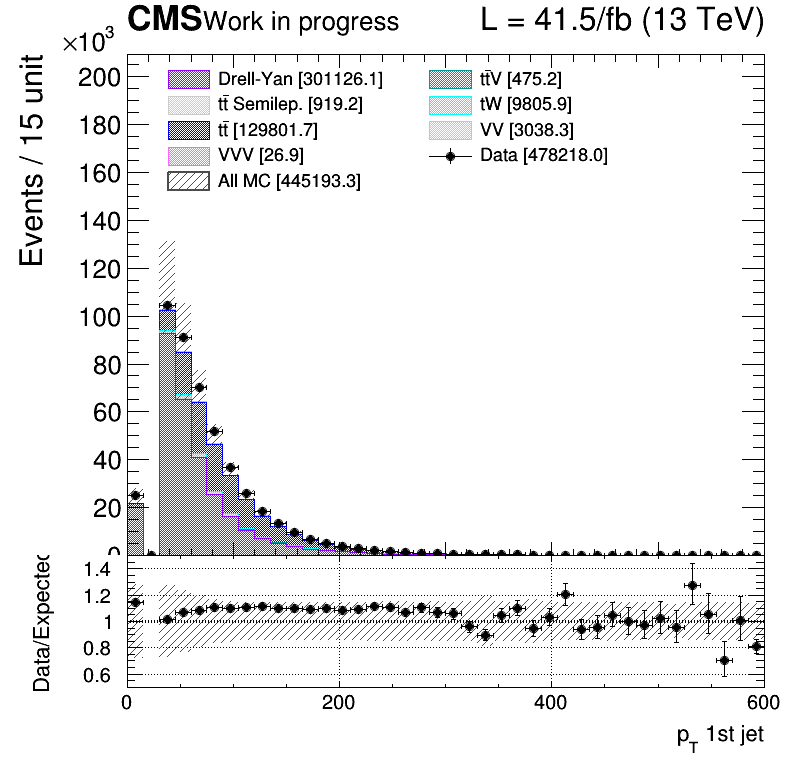 CMS Work in progress L = 41.5/fb (13 TeV)
×10³
Events / 15 unit
200
180
160
140
120
100
80
60
40
20
0
Drell-Yan [301126.1]
tt̄ Semilep. [919.2]
tt̄ [129801.7]
VVV [26.9]
All MC [445193.3]
tt̄V [475.2]
tW [9805.9]
VV [3038.3]
Data [478218.0]
Data/Expected
1.4
1.2
1
0.8
0.6
0 200 400 600
p_T 1st jet